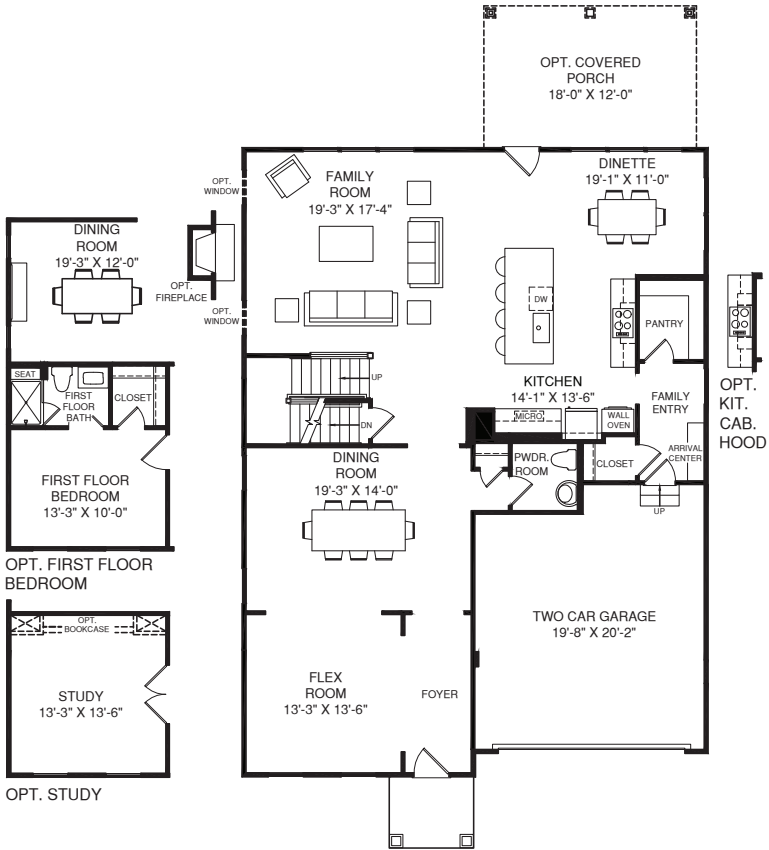 OPT. COVERED
PORCH
18'-0" X 12'-0"
OPT.
WINDOW
FAMILY
ROOM
19'-3" X 17'-4"
DINETTE
19'-1" X 11'-0"
DINING
ROOM
19'-3" X 12'-0"
OPT.
FIREPLACE
OPT.
WINDOW
DW
PANTRY
OPT.
KIT.
CAB.
HOOD
SEAT
FIRST
FLOOR
BATH
CLOSET
UP
DN
KITCHEN
14'-1" X 13'-6"
MICRO
WALL
OVEN
FAMILY
ENTRY
ARRIVAL
CENTER
FIRST FLOOR
BEDROOM
13'-3" X 10'-0"
OPT. FIRST FLOOR
BEDROOM
DINING
ROOM
19'-3" X 14'-0"
PWDR.
ROOM
CLOSET
UP
OPT.
BOOKCASE
STUDY
13'-3" X 13'-6"
OPT. STUDY
FLEX
ROOM
13'-3" X 13'-6"
FOYER
TWO CAR GARAGE
19'-8" X 20'-2"